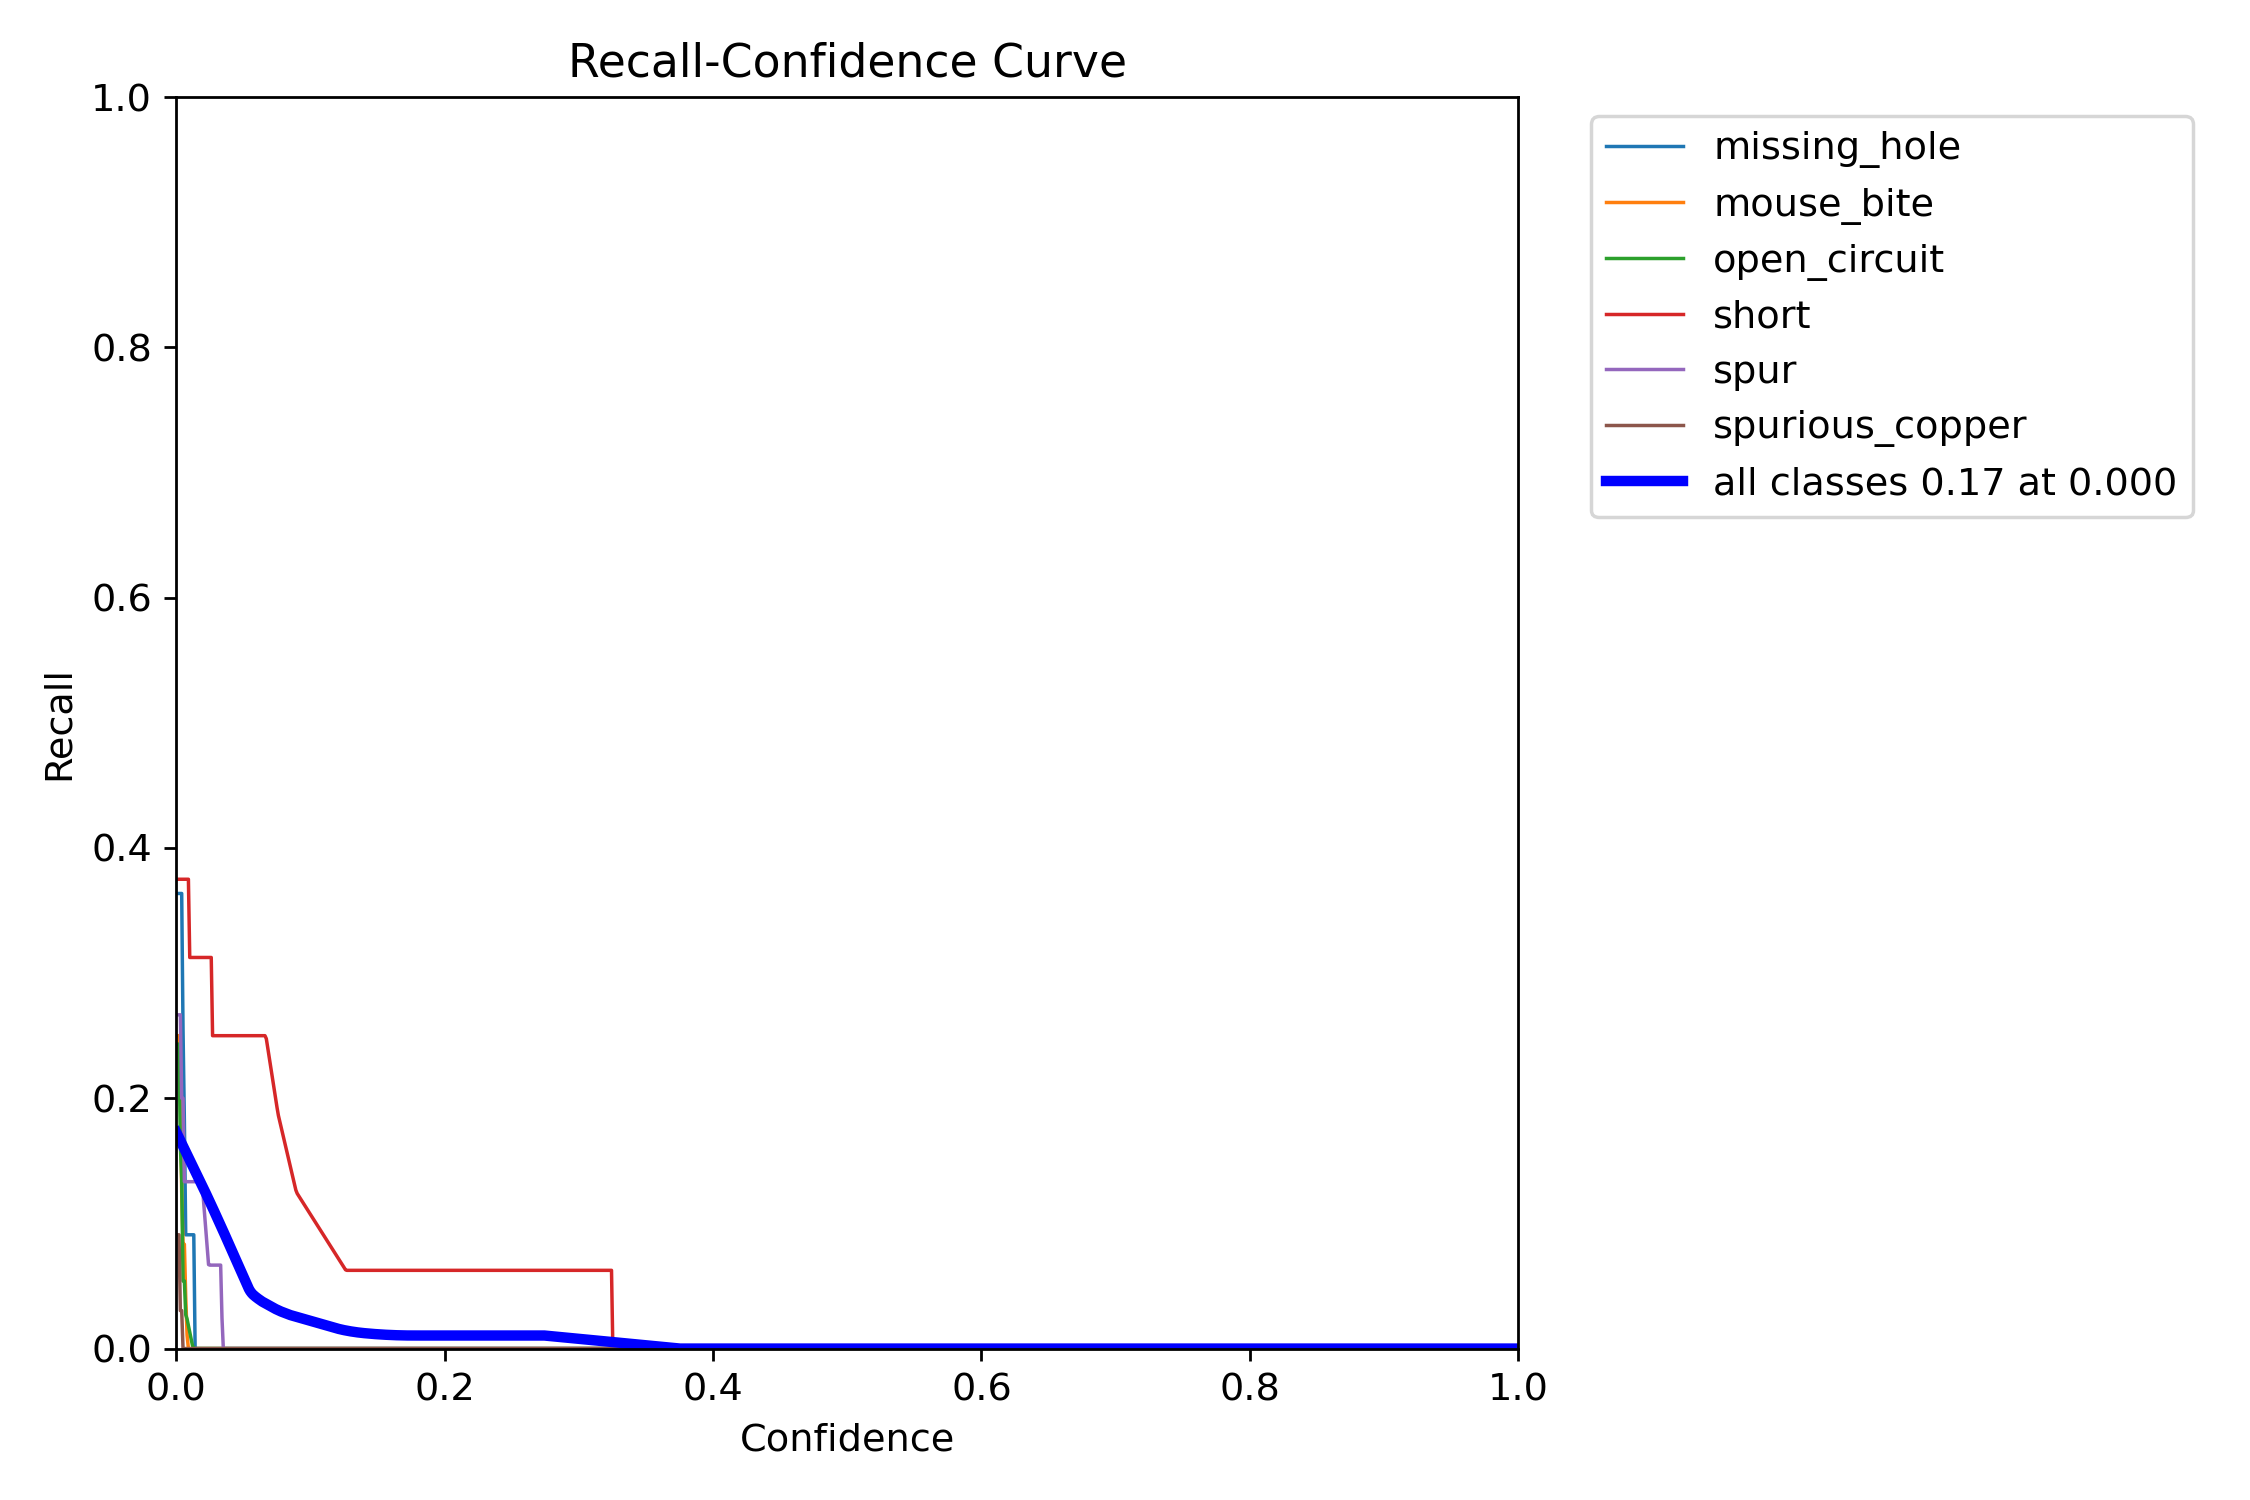 Recall-Confidence Curve
1.0
0.8
0.6
0.4
0.2
0.0
Recall
0.0 0.2 0.4 0.6 0.8 1.0
Confidence
missing_hole
mouse_bite
open_circuit
short
spur
spurious_copper
all classes 0.17 at 0.000